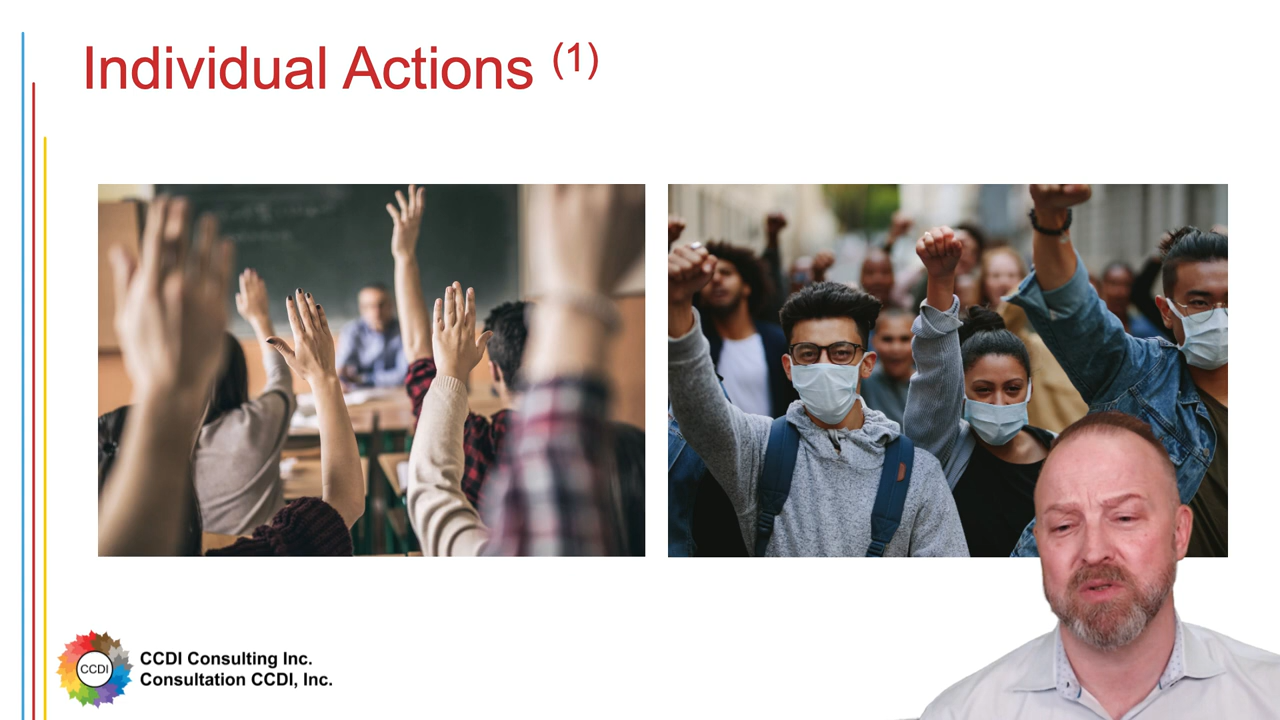 Individual Actions (1)
CCDI
CCDI Consulting Inc.
Consultation CCDI, Inc.